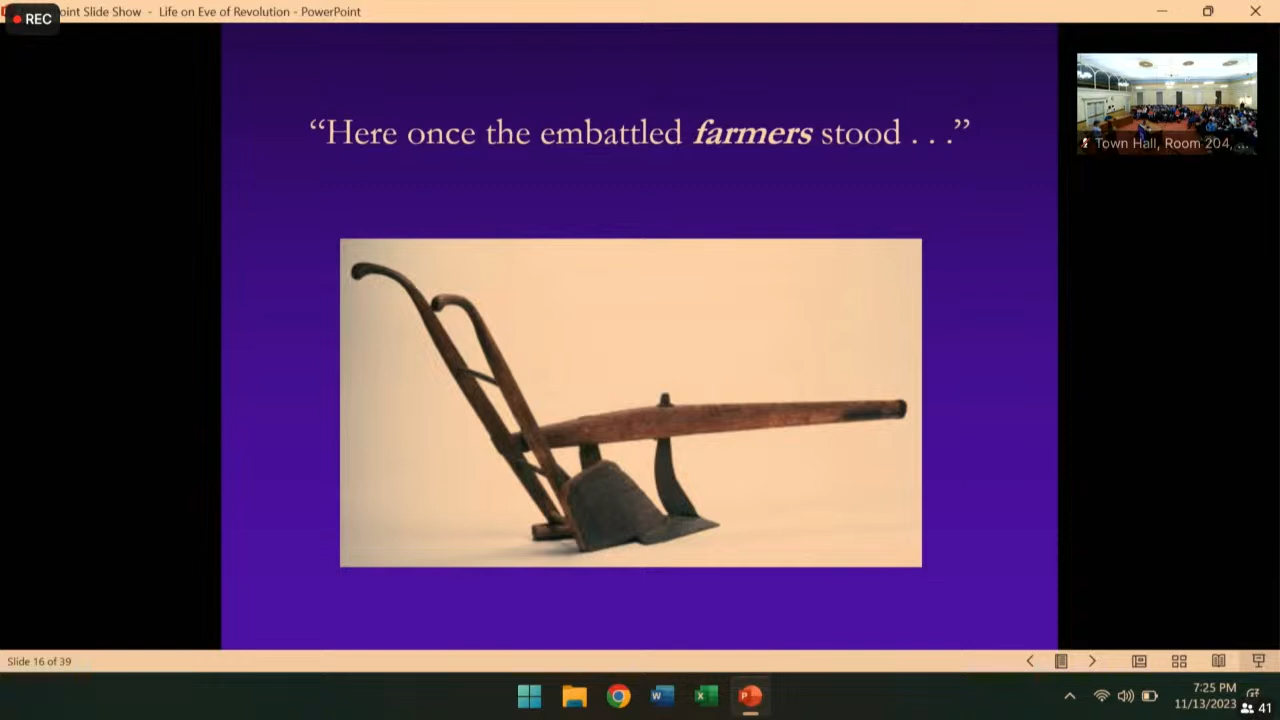 REC
oint Slide Show - Life on Eve of Revolution - PowerPoint
“Here once the embattled farmers stood . . .”
Town Hall, Room 204, ...
Slide 16 of 39
7:25 PM
11/13/2023
41